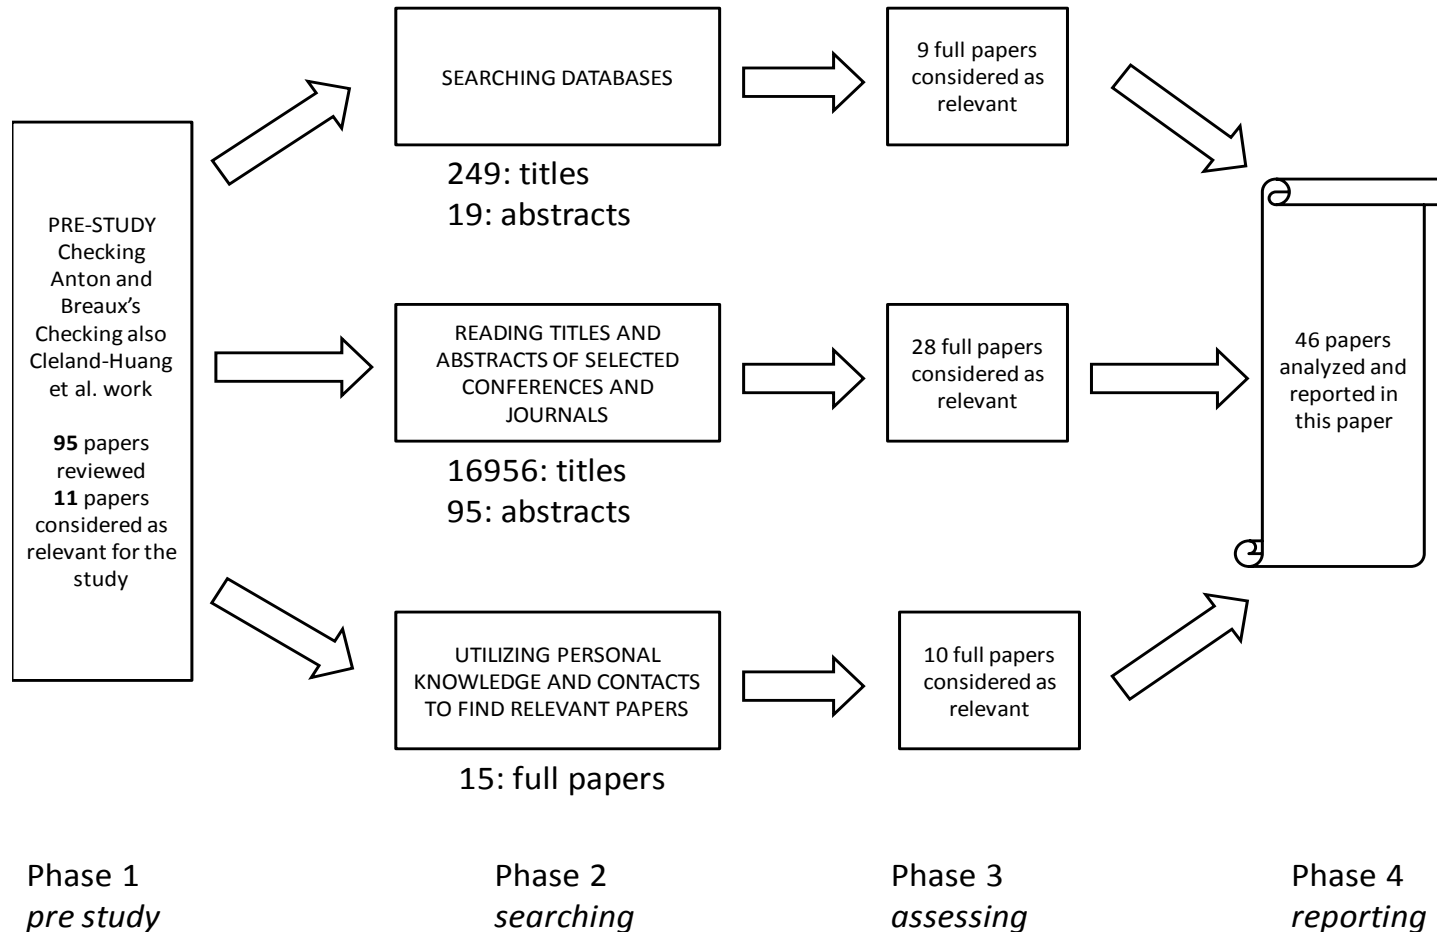 PRE-STUDY
Checking
Anton and
Breaux’s
Checking also
Cleland-Huang
et al. work
95 papers
reviewed
11 papers
considered as
relevant for the
study
SEARCHING DATABASES
249: titles
19: abstracts
READING TITLES AND
ABSTRACTS OF SELECTED
CONFERENCES AND
JOURNALS
16956: titles
95: abstracts
UTILIZING PERSONAL
KNOWLEDGE AND CONTACTS
TO FIND RELEVANT PAPERS
15: full papers
9 full papers
considered as
relevant
28 full papers
considered as
relevant
10 full papers
considered as
relevant
46 papers
analyzed and
reported in
this paper
Phase 1
pre study
Phase 2
searching
Phase 3
assessing
Phase 4
reporting